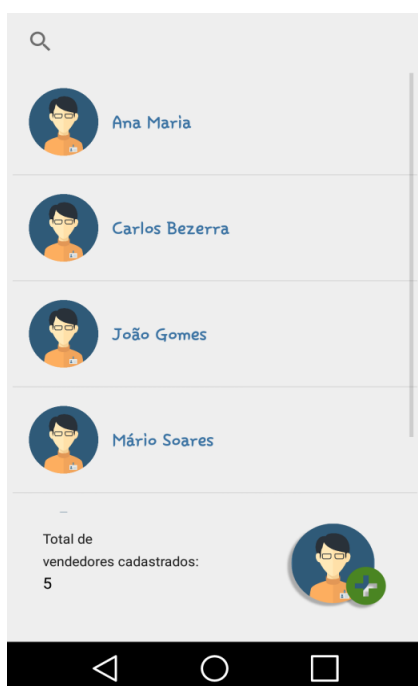 Ana Maria
Carlos Bezerra
João Gomes
Mário Soares
Total de
vendedores cadastrados:
5